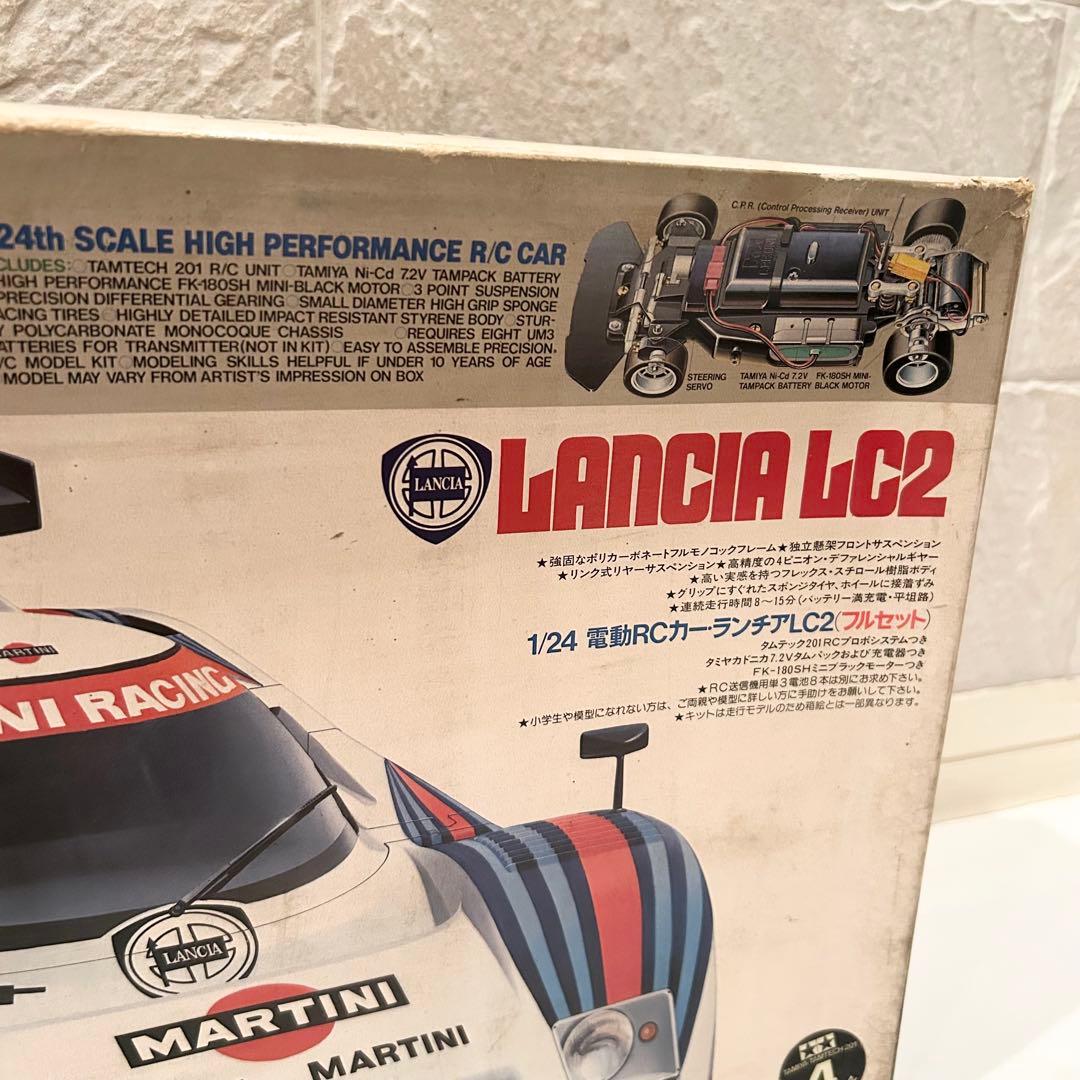 24th SCALE HIGH PERFORMANCE R/C CAR
CLUDES:○TAMTECH 201 R/C UNIT○TAMIYA Ni-Cd 7.2V TAMPACK BATTERY
HIGH PERFORMANCE FK-180SH MINI-BLACK MOTOR○3 POINT SUSPENSION
PRECISION DIFFERENTIAL GEARING○SMALL DIAMETER HIGH GRIP SPONGE
ACING TIRES○HIGHLY DETAILED IMPACT RESISTANT STYRENE BODY○STUR-
Y POLYCARBONATE MONOCOQUE CHASSIS ○REQUIRES EIGHT UM3
ATTERIES FOR TRANSMITTER(NOT IN KIT)○EASY TO ASSEMBLE PRECISION.
/C MODEL KIT○MODELING SKILLS HELPFUL IF UNDER 10 YEARS OF AGE
MODEL MAY VARY FROM ARTIST'S IMPRESSION ON BOX
C.P.R. (Control Processing Receiver) UNIT
STEERING SERVO
TAMIYA Ni-Cd 7.2V TAMPACK BATTERY
FK-180SH MINI-BLACK MOTOR
LANCIA
LANCIA LC2
★強固なポリカーボネートフルモノコックフレーム★独立懸架フロントサスペンション
★リンク式リヤーサスペンション★高精度の4ピニオン・デファレンシャルギヤー
★高い実感を持つフレックス・スチロール樹脂ボディ
★グリップにすぐれたスポンジタイヤ、ホイールに接着ずみ
★連続走行時間8〜15分(バッテリー満充電・平坦路)
1/24 電動RCカー・ランチアLC2(フルセット)
タムテック201RCプロポシステムつき
タミヤカドニカ7.2Vタムパックおよび充電器つき
FK-180SHミニブラックモーターつき
★RC送信機用単3電池8本は別にお求め下さい。
★小学生や模型になれない方は、ご両親や模型に詳しい方に手助けをお願いして下さい。
★キットは走行モデルのため箱絵とは一部異なります。
MARTINI
NI RACING
LANCIA
MARTINI
MARTINI
TAMIYA-TAMTECH-201
4